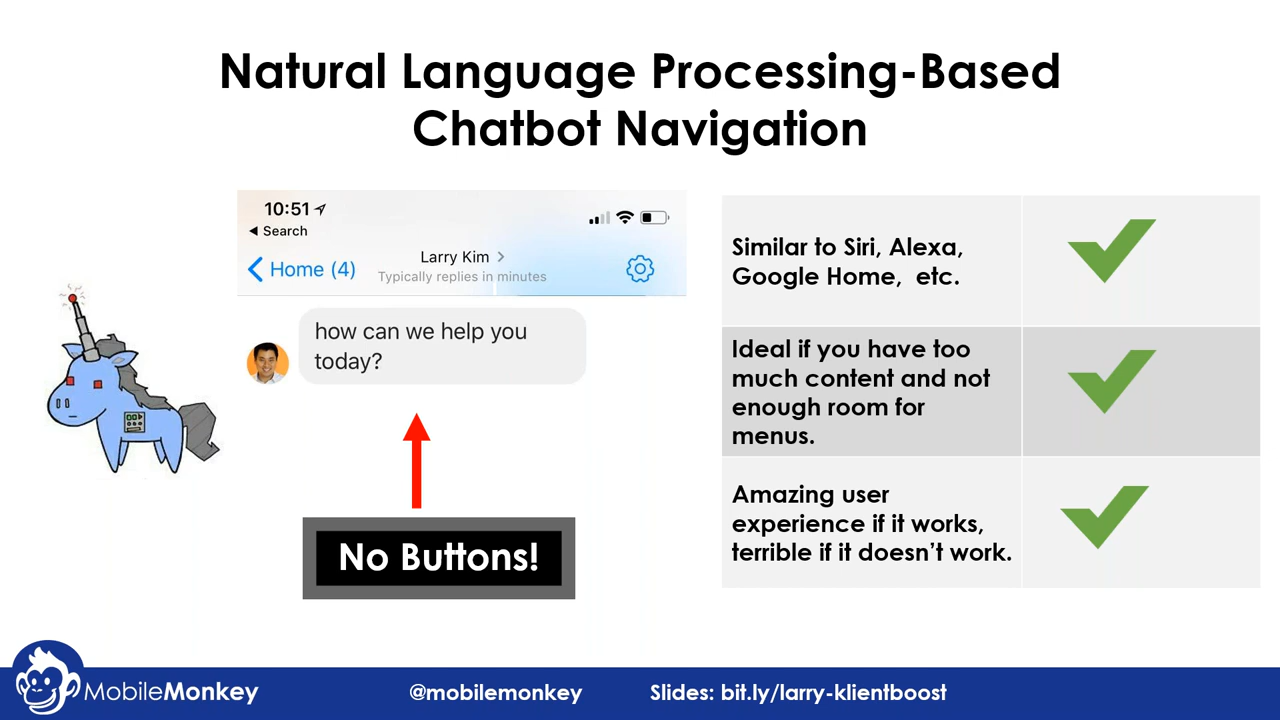 Natural Language Processing-Based
Chatbot Navigation
10:51
Search
Home (4)
Larry Kim
Typically replies in minutes
how can we help you
today?
No Buttons!
Similar to Siri, Alexa,
Google Home,  etc.
Ideal if you have too
much content and not
enough room for
menus.
Amazing user
experience if it works,
terrible if it doesn’t work.
MobileMonkey
@mobilemonkey
Slides: bit.ly/larry-klientboost